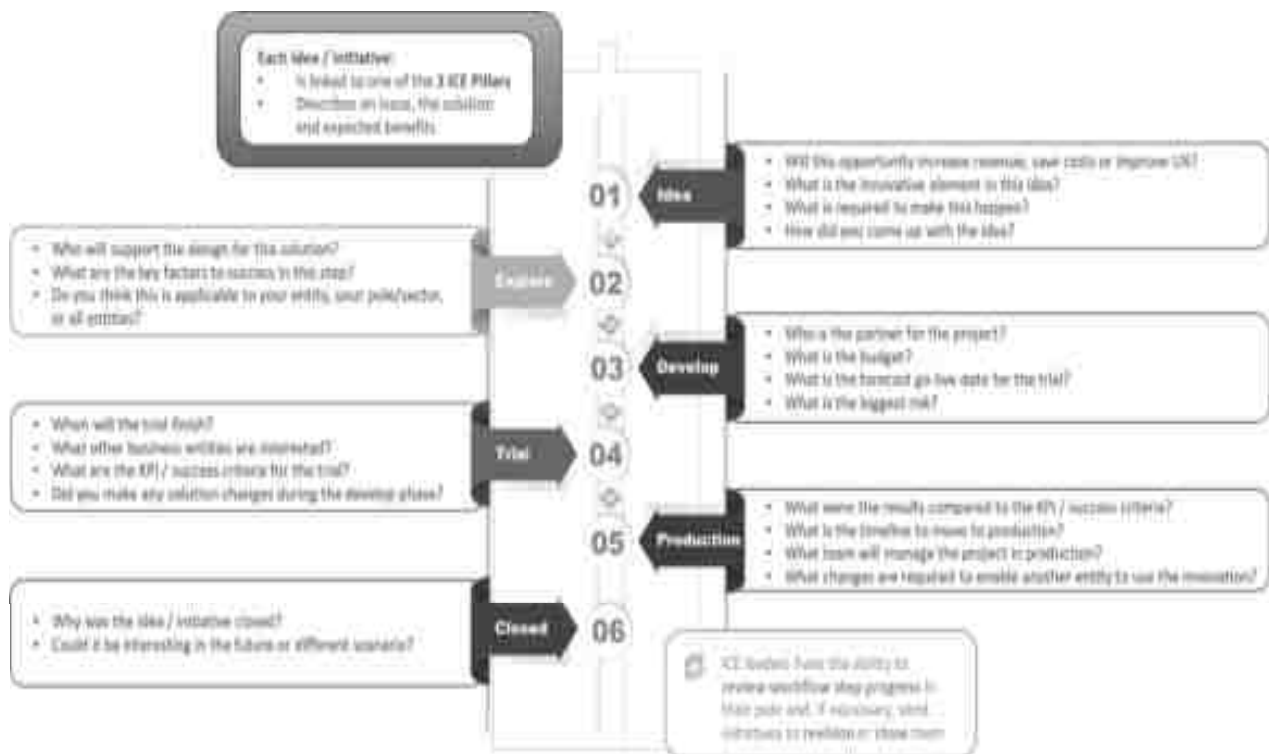 Each idea / initiative:
• Is linked to one of the 3 ICE Pillars
• Describes an issue, the solution
and expected benefits
01
Idea
• Will this opportunity increase revenue, save costs or improve UX?
• What is the innovative element in this idea?
• What is required to make this happen?
• How did you come up with the idea?
• Who will support the design for this solution?
• What are the key factors to success in this step?
• Do you think this is applicable to your entity, your pole/sector,
or all entities?
Explore
02
03
Develop
• Who is the partner for the project?
• What is the budget?
• What is the forecast go live date for the trial?
• What is the biggest risk?
• When will the trial finish?
• What other business entities are interested?
• What are the KPI / success criteria for the trial?
• Did you make any solution changes during the develop phase?
Trial
04
05
Production
• What were the results compared to the KPI / success criteria?
• What is the timeline to move to production?
• What team will manage the project in production?
• What changes are required to enable another entity to use the innovation?
• Why was the idea / initiative closed?
• Could it be interesting in the future or different scenario?
Closed
06
ICE leaders have the ability to
review workflow step progress in
their pole and, if necessary, send
initiatives to revision or close them